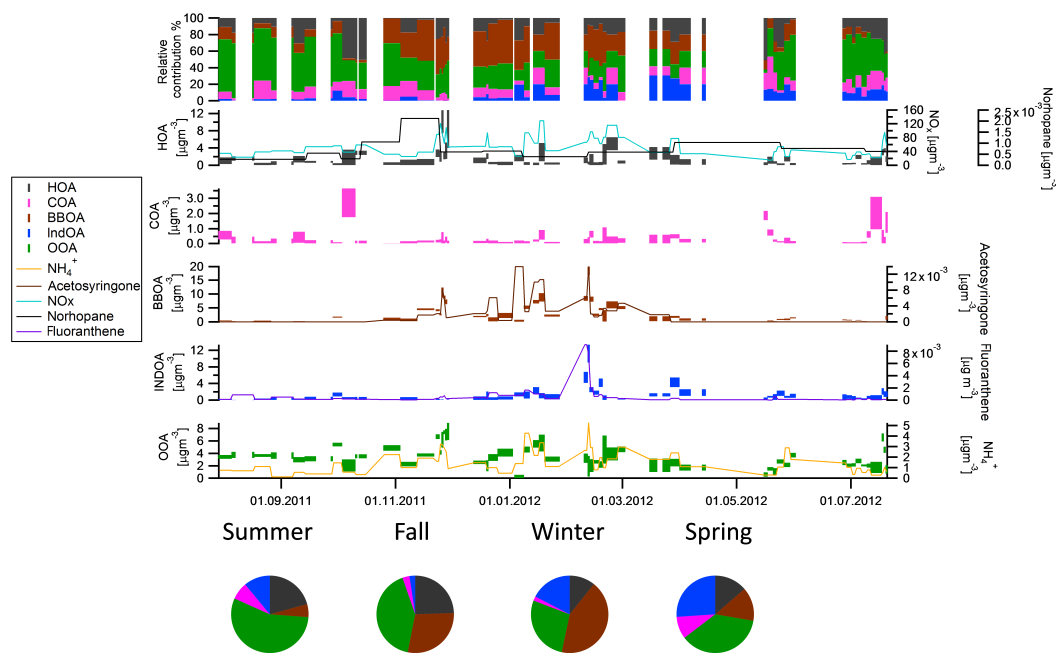 Relative
contribution %
100
80
60
40
20
0
HOA
[µgm-3]
12
8
4
0
160
120
80
40
0
NOx [µgm-3]
2.5x10-3
2.0
1.5
1.0
0.5
0.0
Norhopane [µgm-3]
HOA
COA
BBOA
IndOA
OOA
NH4+
Acetosyringone
NOx
Norhopane
Fluoranthene
COA
[µgm-3]
3.0
2.0
1.0
0.0
BBOA
[µgm-3]
20
15
10
5
0
12x10-3
8
4
0
Acetosyringone
[µgm-3]
INDOA
[µgm-3]
12
8
4
0
8x10-3
6
4
2
0
Fluoranthene
[µg m-3]
OOA
[µgm-3]
8
6
4
2
0
5
4
3
2
1
0
NH4+
[µgm-3]
01.09.2011 01.11.2011 01.01.2012 01.03.2012 01.05.2012 01.07.2012
Summer Fall Winter Spring